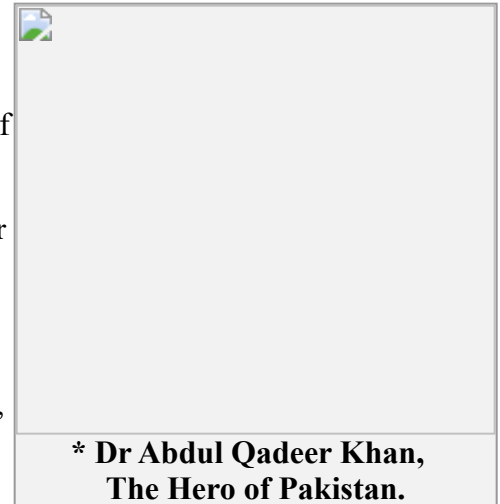 f
r
,
* Dr Abdul Qadeer Khan,
The Hero of Pakistan.